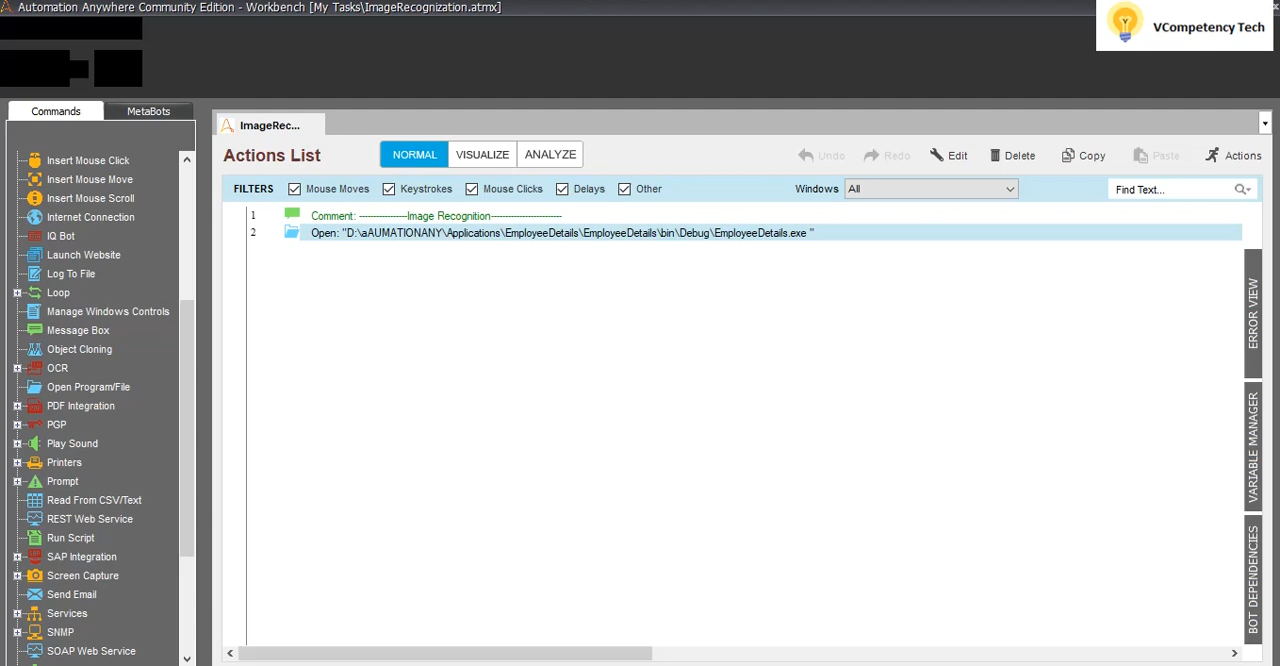 Automation Anywhere Community Edition - Workbench [My Tasks\ImageRecognization.atmx]
VCompetency Tech
Commands
MetaBots
Insert Mouse Click
Insert Mouse Move
Insert Mouse Scroll
Internet Connection
IQ Bot
Launch Website
Log To File
Loop
Manage Windows Controls
Message Box
Object Cloning
OCR
Open Program/File
PDF Integration
PGP
Play Sound
Printers
Prompt
Read From CSV/Text
REST Web Service
Run Script
SAP Integration
Screen Capture
Send Email
Services
SNMP
SOAP Web Service
ImageRec...
Actions List
NORMAL
VISUALIZE
ANALYZE
Undo
Redo
Edit
Delete
Copy
Paste
Actions
FILTERS
Mouse Moves
Keystrokes
Mouse Clicks
Delays
Other
Windows
All
Find Text...
1 Comment: ----------------Image Recognition------------------------
2 Open: "D:\aAUMATIONANY\Applications\EmployeeDetails\EmployeeDetails\bin\Debug\EmployeeDetails.exe "
ERROR VIEW
VARIABLE MANAGER
BOT DEPENDENCIES